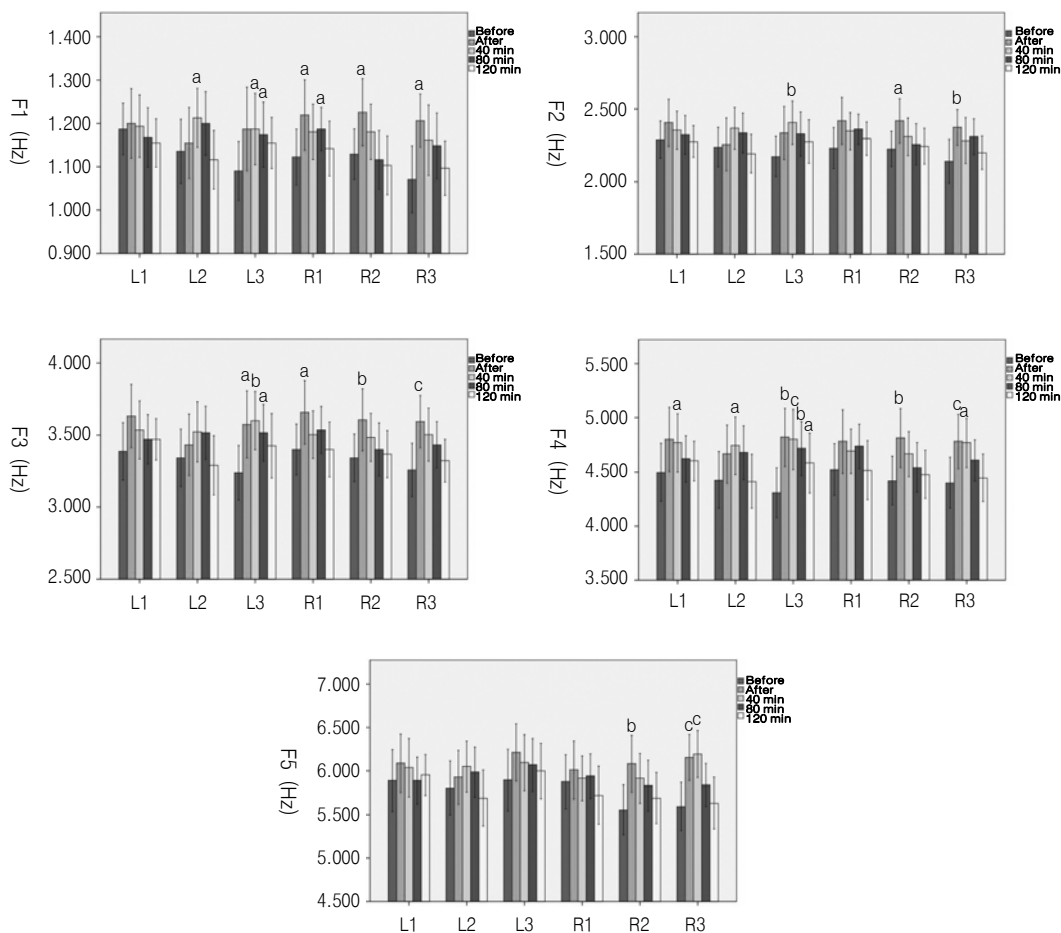 1.400
1.300
1.200
1.100
1.000
0.900
F1 (Hz)
a
a
a
a
a
a
a
L1 L2 L3 R1 R2 R3
Before
After
40 min
80 min
120 min
3.000
2.500
2.000
1.500
F2 (Hz)
b
a
b
L1 L2 L3 R1 R2 R3
Before
After
40 min
80 min
120 min
4.000
3.500
3.000
2.500
F3 (Hz)
a
b
a
a
b
c
L1 L2 L3 R1 R2 R3
Before
After
40 min
80 min
120 min
5.500
5.000
4.500
4.000
3.500
F4 (Hz)
a
a
b
c
b
a
b
c
a
L1 L2 L3 R1 R2 R3
Before
After
40 min
80 min
120 min
7.000
6.500
6.000
5.500
5.000
4.500
F5 (Hz)
b
c
c
L1 L2 L3 R1 R2 R3
Before
After
40 min
80 min
120 min